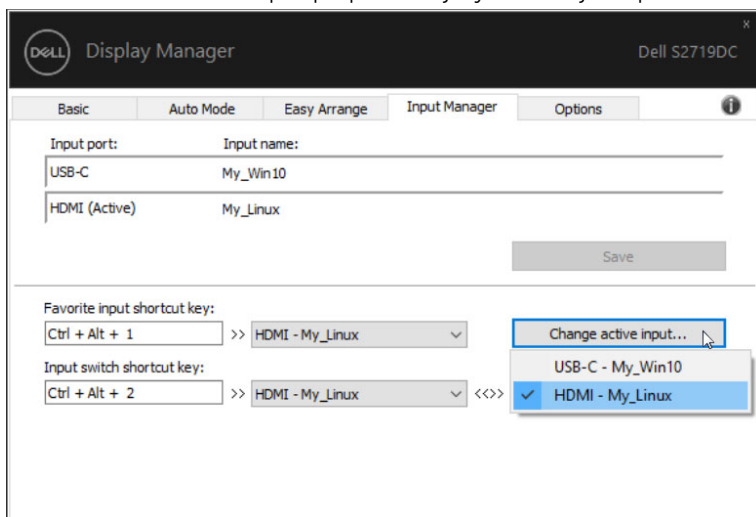 DELL Display Manager
Dell S2719DC
Basic Auto Mode Easy Arrange Input Manager Options
Input port: Input name:
USB-C My_Win10
HDMI (Active) My_Linux
Save
Favorite input shortcut key:
Ctrl + Alt + 1 >> HDMI - My_Linux Change active input...
Input switch shortcut key:
USB-C - My_Win10
Ctrl + Alt + 2 >> HDMI - My_Linux <<>> HDMI - My_Linux